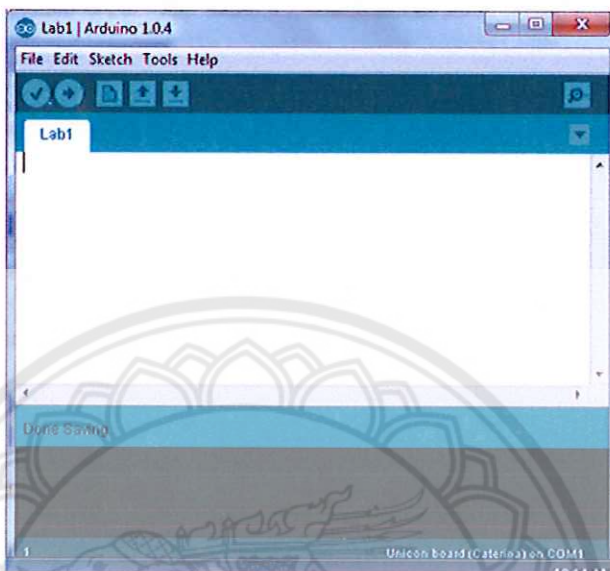 Lab1 | Arduino 1.0.4
File Edit Sketch Tools Help
Lab1
Done Saving
1
Unicon board (Caterina) on COM1